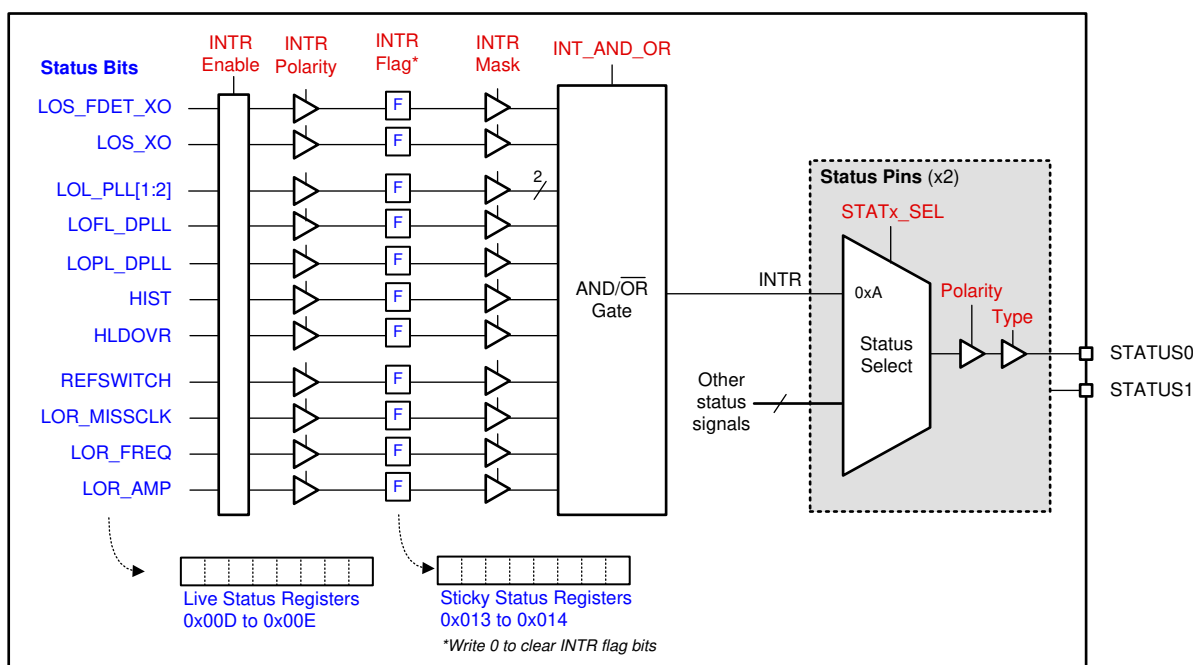 Status Bits
INTR
Enable
INTR
Polarity
INTR
Flag*
INTR
Mask
INT_AND_OR
LOS_FDET_XO
F
LOS_XO
F
LOL_PLL[1:2]
F
2
LOFL_DPLL
F
LOPL_DPLL
F
HIST
F
HLDOVR
F
REFSWITCH
F
LOR_MISSCLK
F
LOR_FREQ
F
LOR_AMP
F
AND/OR
Gate
INTR
Other
status
signals
Status Pins (x2)
STATx_SEL
0xA
Status
Select
Polarity
Type
STATUS0
STATUS1
Live Status Registers
0x00D to 0x00E
Sticky Status Registers
0x013 to 0x014
*Write 0 to clear INTR flag bits